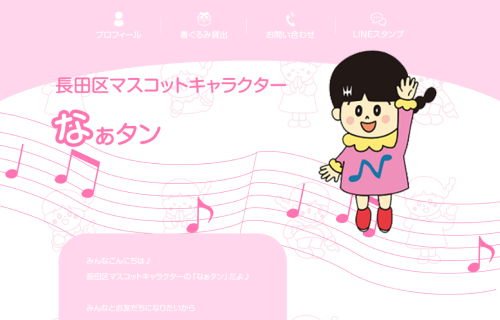 プロフィール
着ぐるみ貸出
お問い合わせ
LINEスタンプ
長田区マスコットキャラクター
なぁタン
N
みんなこんにちは♪
長田区マスコットキャラクターの「なぁタン」だよ♪
みんなとお友だちになりたいから